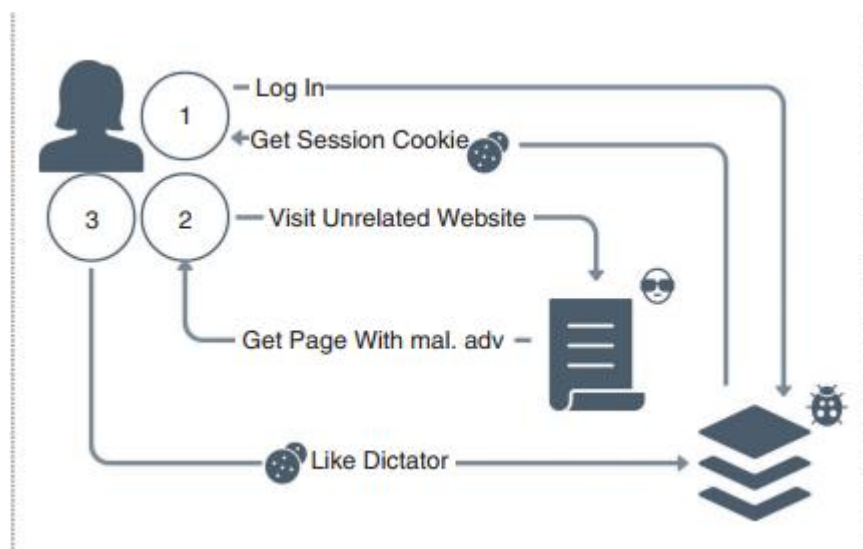 1
Log In
Get Session Cookie
3
2
Visit Unrelated Website
Get Page With mal. adv
Like Dictator